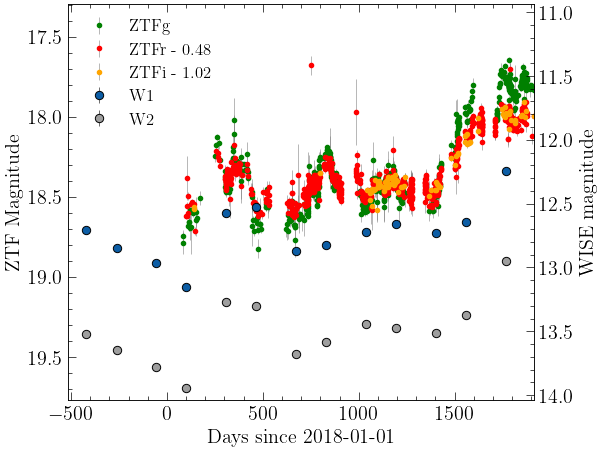 ZTFg
ZTFr - 0.48
ZTFi - 1.02
W1
W2
ZTF Magnitude
17.5
18.0
18.5
19.0
19.5
WISE magnitude
11.0
11.5
12.0
12.5
13.0
13.5
14.0
−500 0 500 1000 1500
Days since 2018-01-01